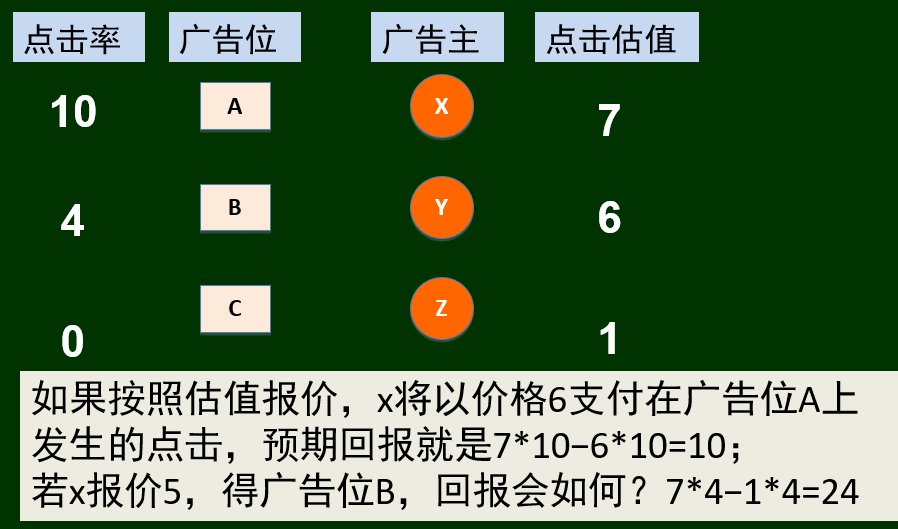 点击率 广告位 广告主 点击估值
10 A X 7
4 B Y 6
0 C Z 1
如果按照估值报价，x将以价格6支付在广告位A上
发生的点击，预期回报就是7*10-6*10=10；
若x报价5，得广告位B，回报会如何？7*4-1*4=24